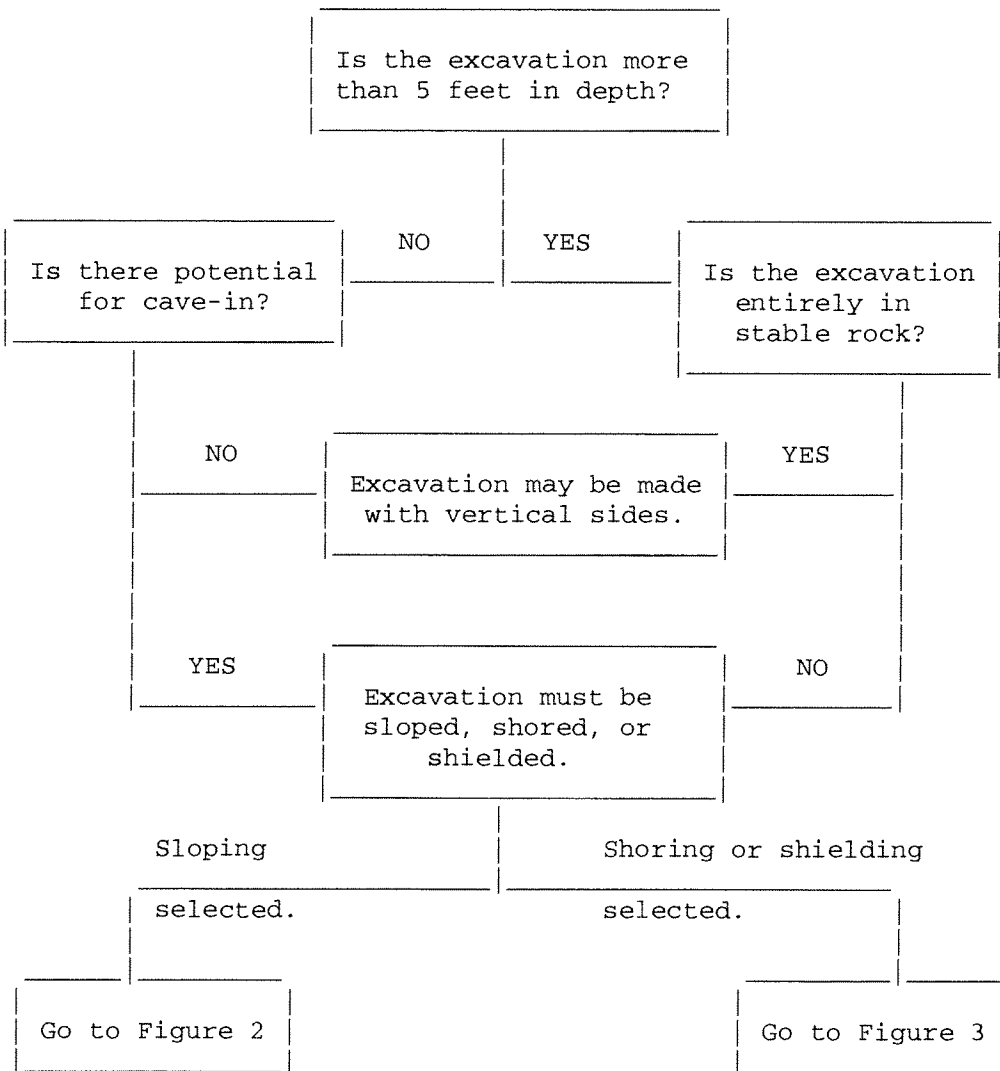 Is the excavation more
than 5 feet in depth?
NO
YES
Is there potential
for cave-in?
Is the excavation
entirely in
stable rock?
NO
YES
Excavation may be made
with vertical sides.
YES
NO
Excavation must be
sloped, shored, or
shielded.
Sloping
selected.
Shoring or shielding
selected.
Go to Figure 2
Go to Figure 3